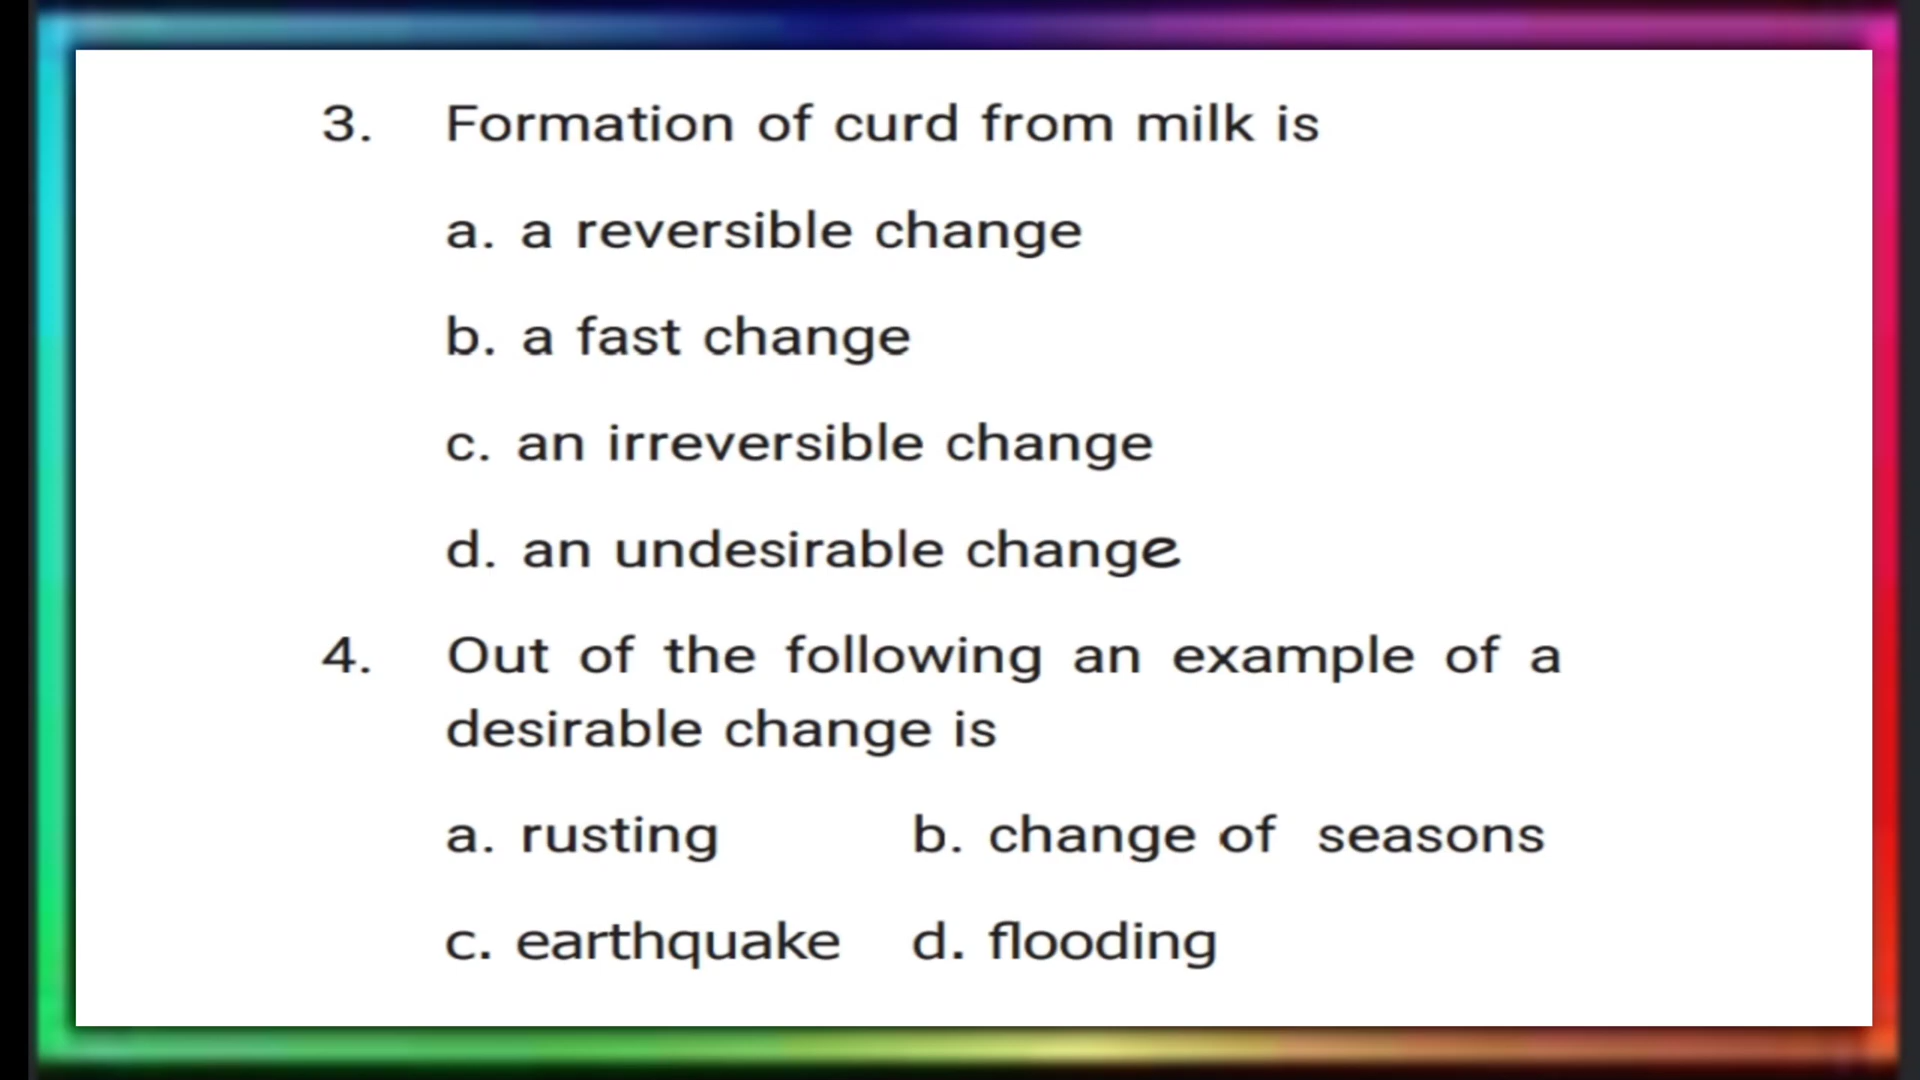 3. Formation of curd from milk is
a. a reversible change
b. a fast change
c. an irreversible change
d. an undesirable change
4. Out of the following an example of a
desirable change is
a. rusting b. change of seasons
c. earthquake d. flooding